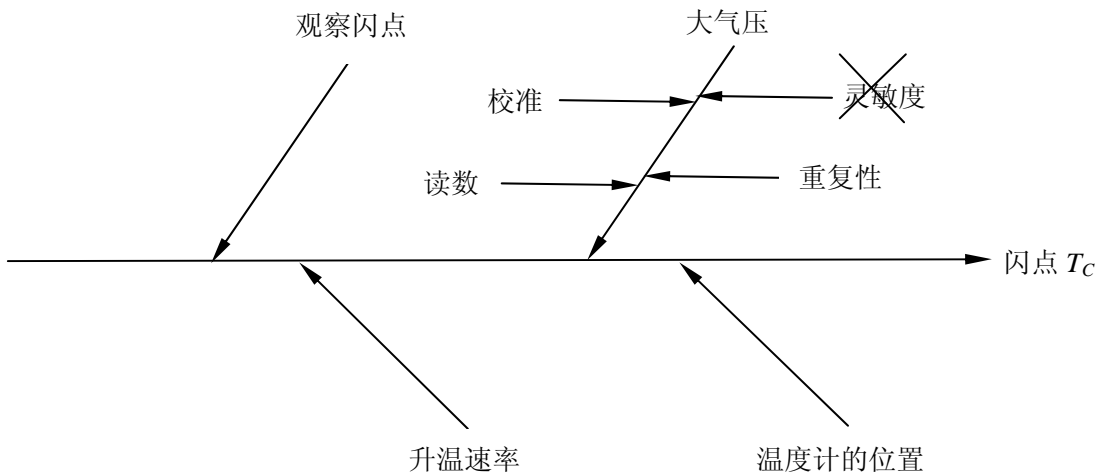 观察闪点
大气压
校准
灵敏度
读数
重复性
闪点 T_C
升温速率
温度计的位置